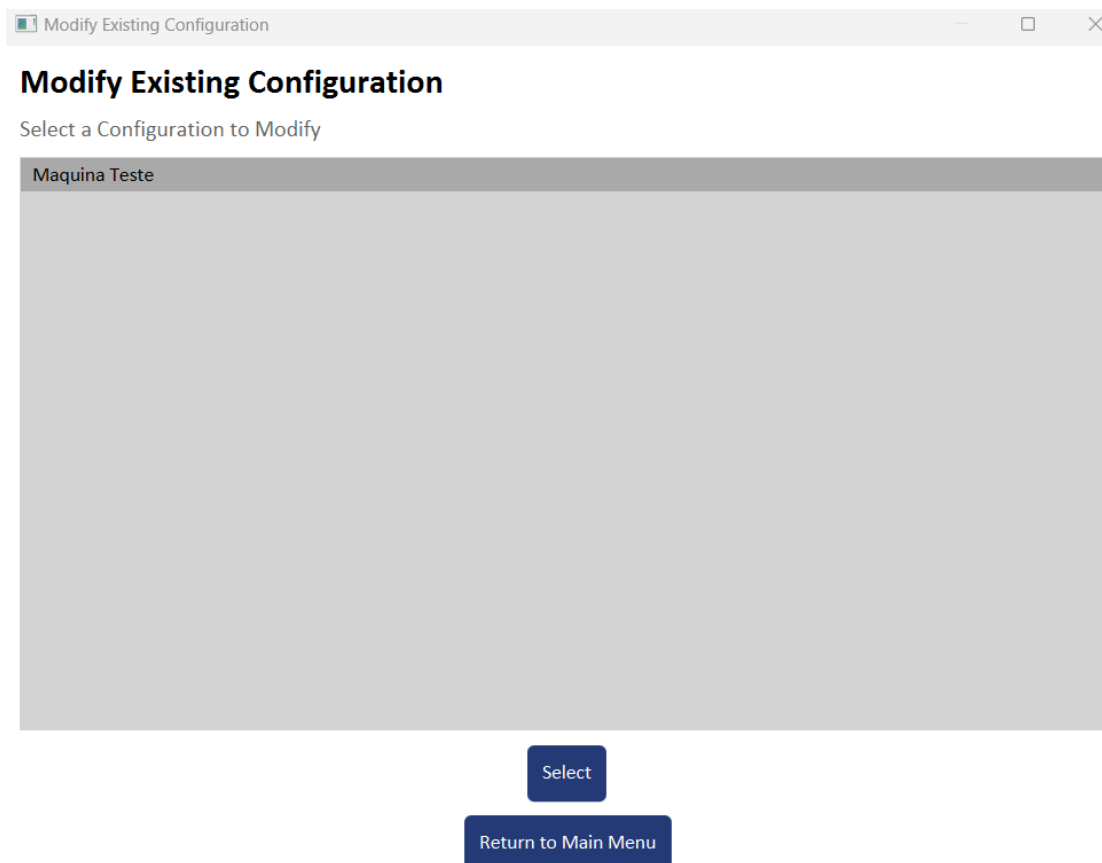 Modify Existing Configuration
Modify Existing Configuration
Select a Configuration to Modify
Maquina Teste
Select
Return to Main Menu